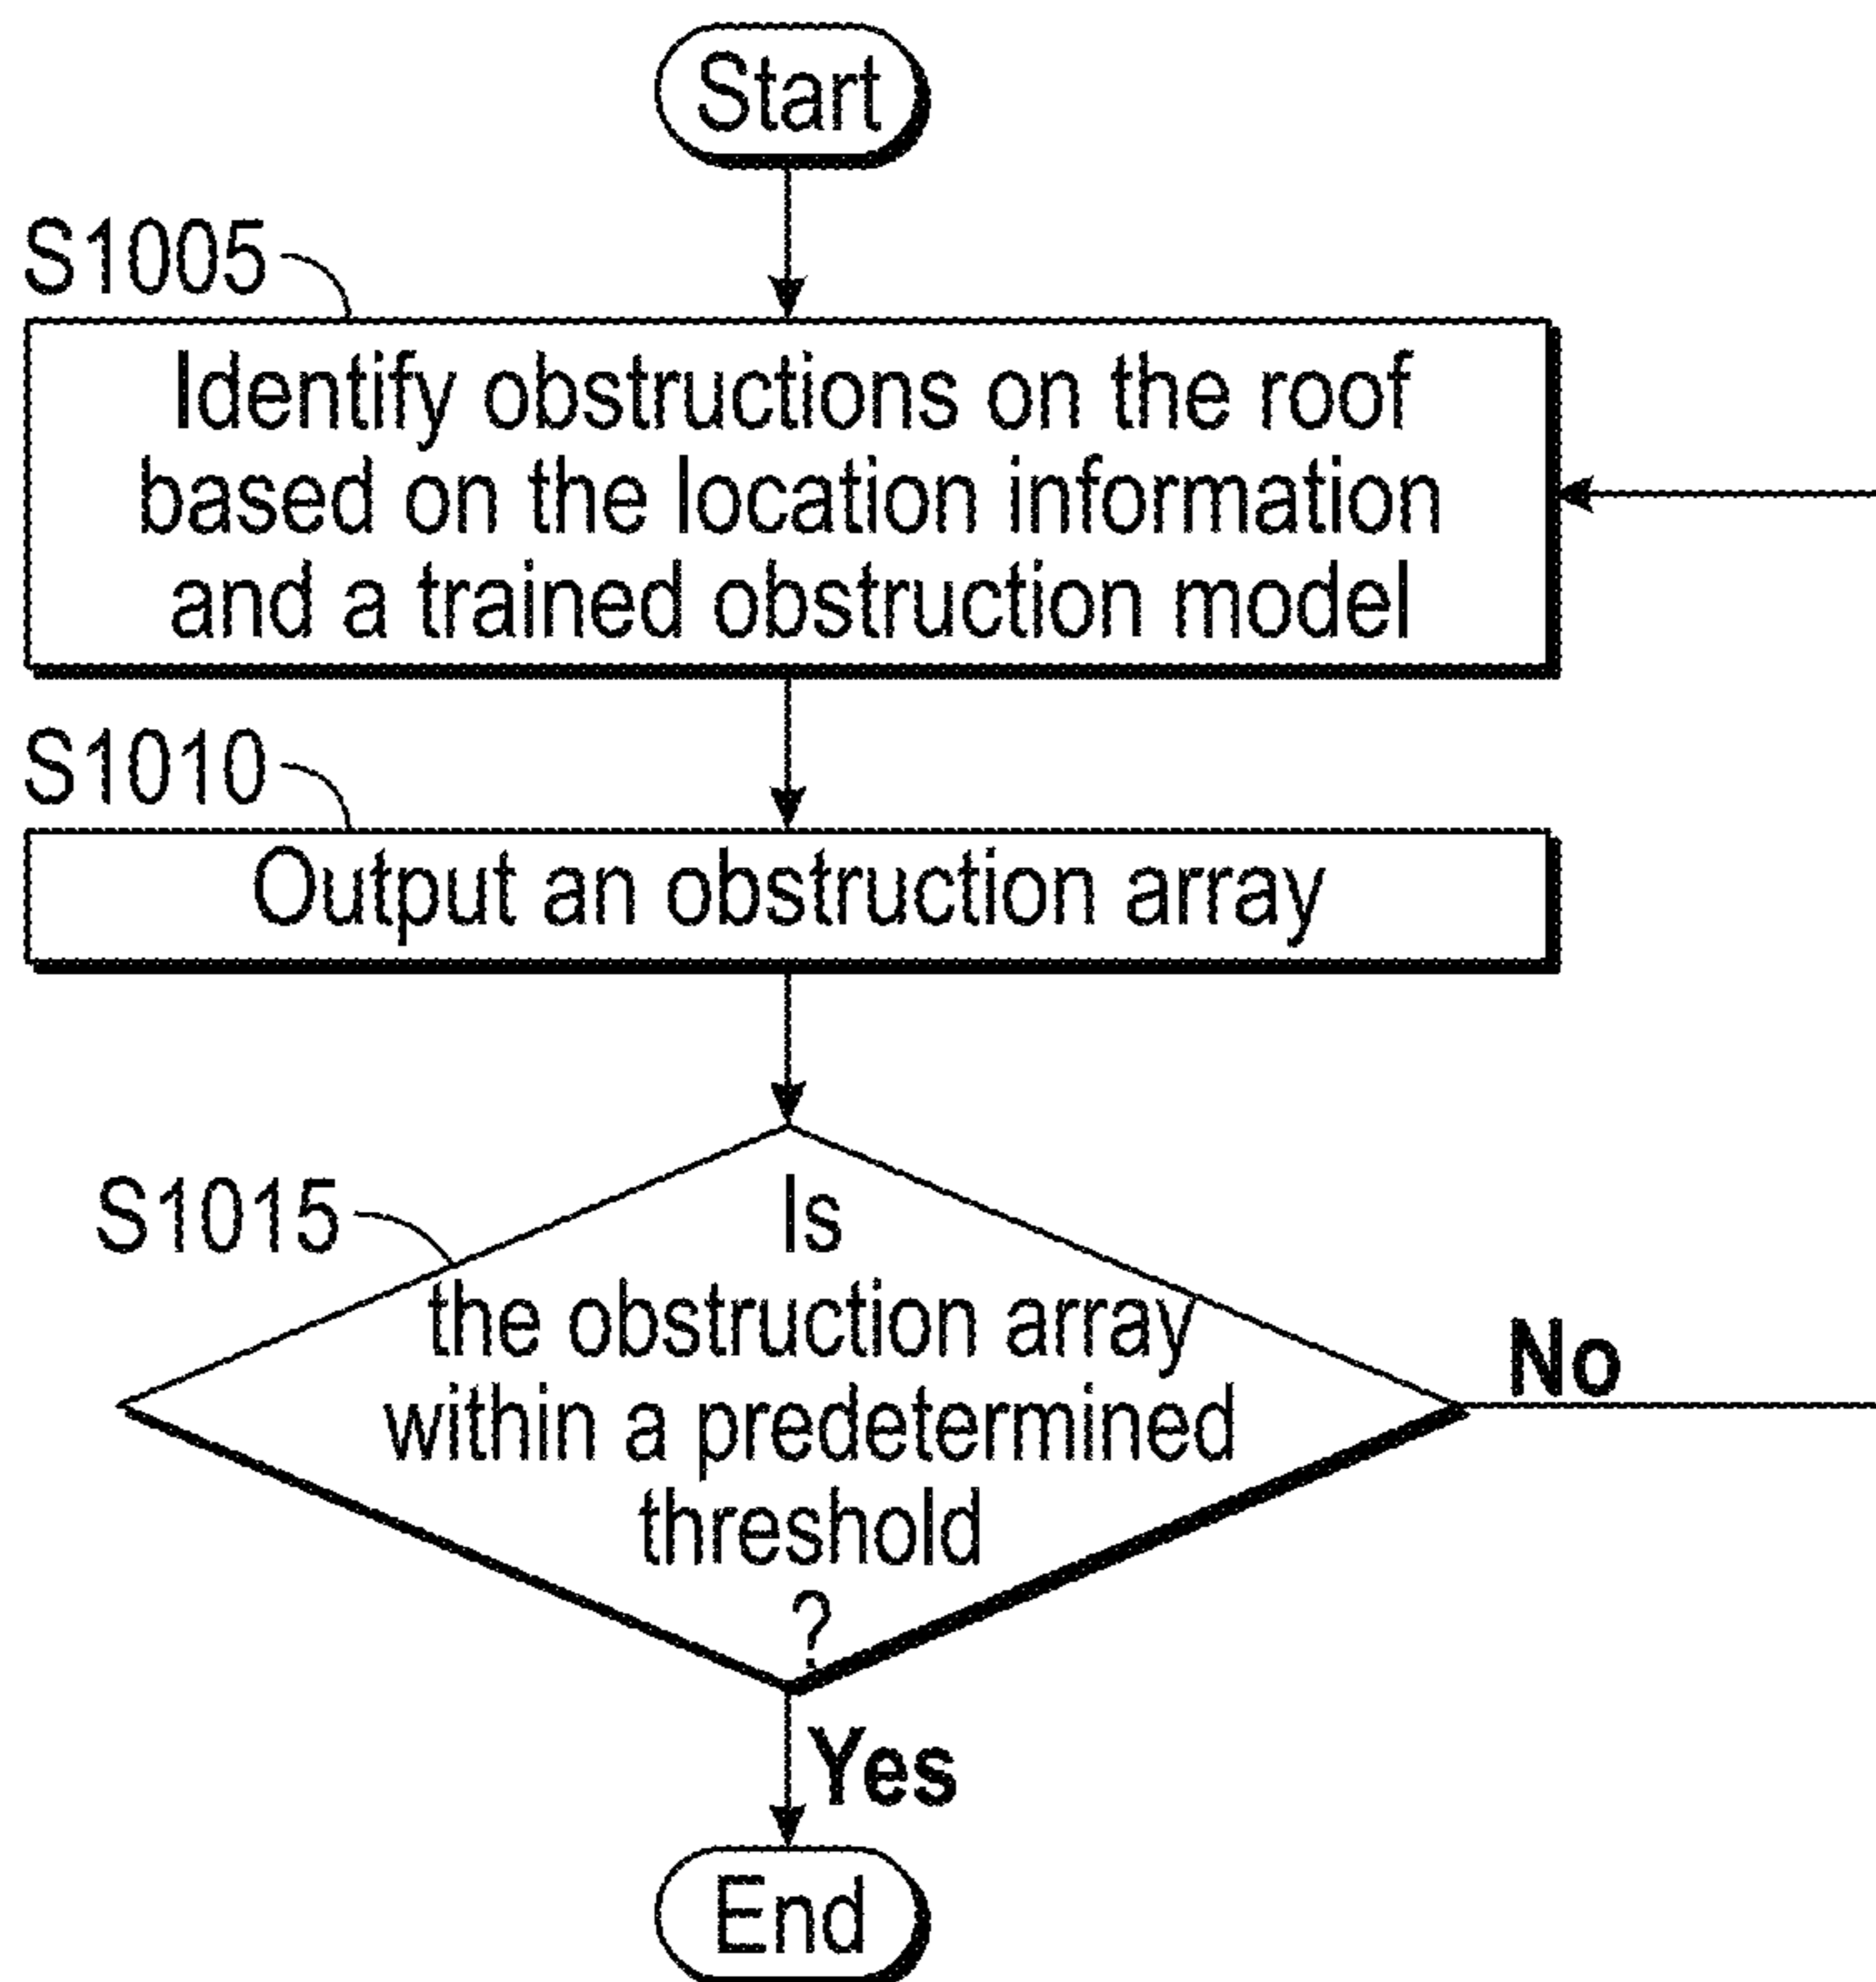 Start
S1005
Identify obstructions on the roof
based on the location information
and a trained obstruction model
S1010
Output an obstruction array
S1015
Is
the obstruction array
within a predetermined
threshold
?
No
Yes
End